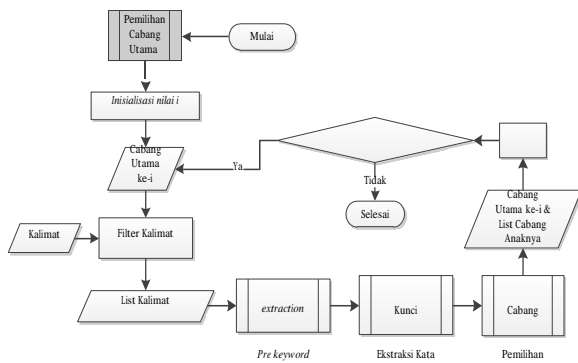 Pemilihan
Cabang
Utama
Mulai
Inisialisasi nilai i
Cabang
Utama
ke-i
Ya
Tidak
Selesai
Cabang
Utama ke-i &
List Cabang
Anaknya
Kalimat
Filter Kalimat
List Kalimat
extraction
Kunci
Cabang
Pre keyword
Ekstraksi Kata
Pemilihan